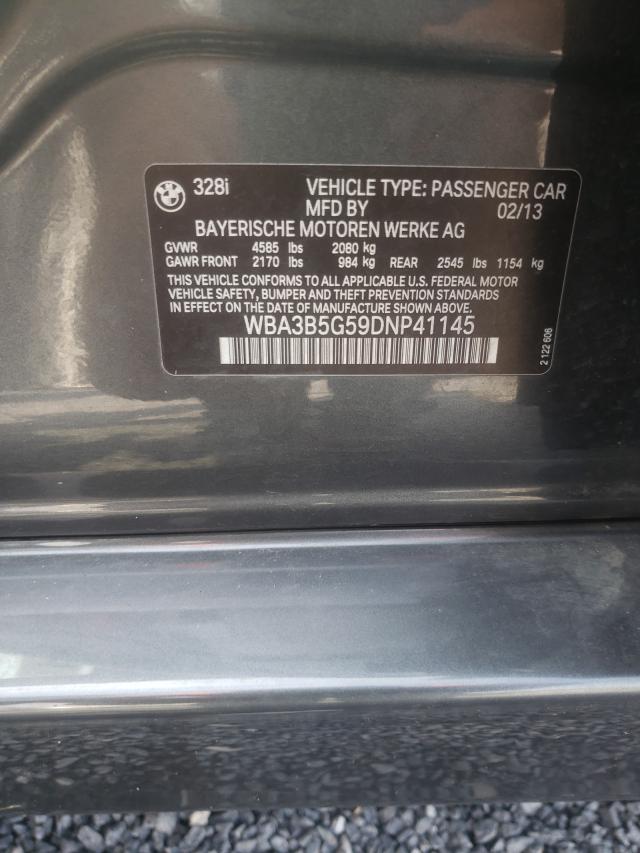 BMW 328i VEHICLE TYPE: PASSENGER CAR
MFD BY 02/13
BAYERISCHE MOTOREN WERKE AG
GVWR 4585 lbs 2080 kg
GAWR FRONT 2170 lbs 984 kg REAR 2545 lbs 1154 kg
THIS VEHICLE CONFORMS TO ALL APPLICABLE U.S. FEDERAL MOTOR
VEHICLE SAFETY, BUMPER AND THEFT PREVENTION STANDARDS
IN EFFECT ON THE DATE OF MANUFACTURE SHOWN ABOVE.
WBA3B5G59DNP41145
2 122 606